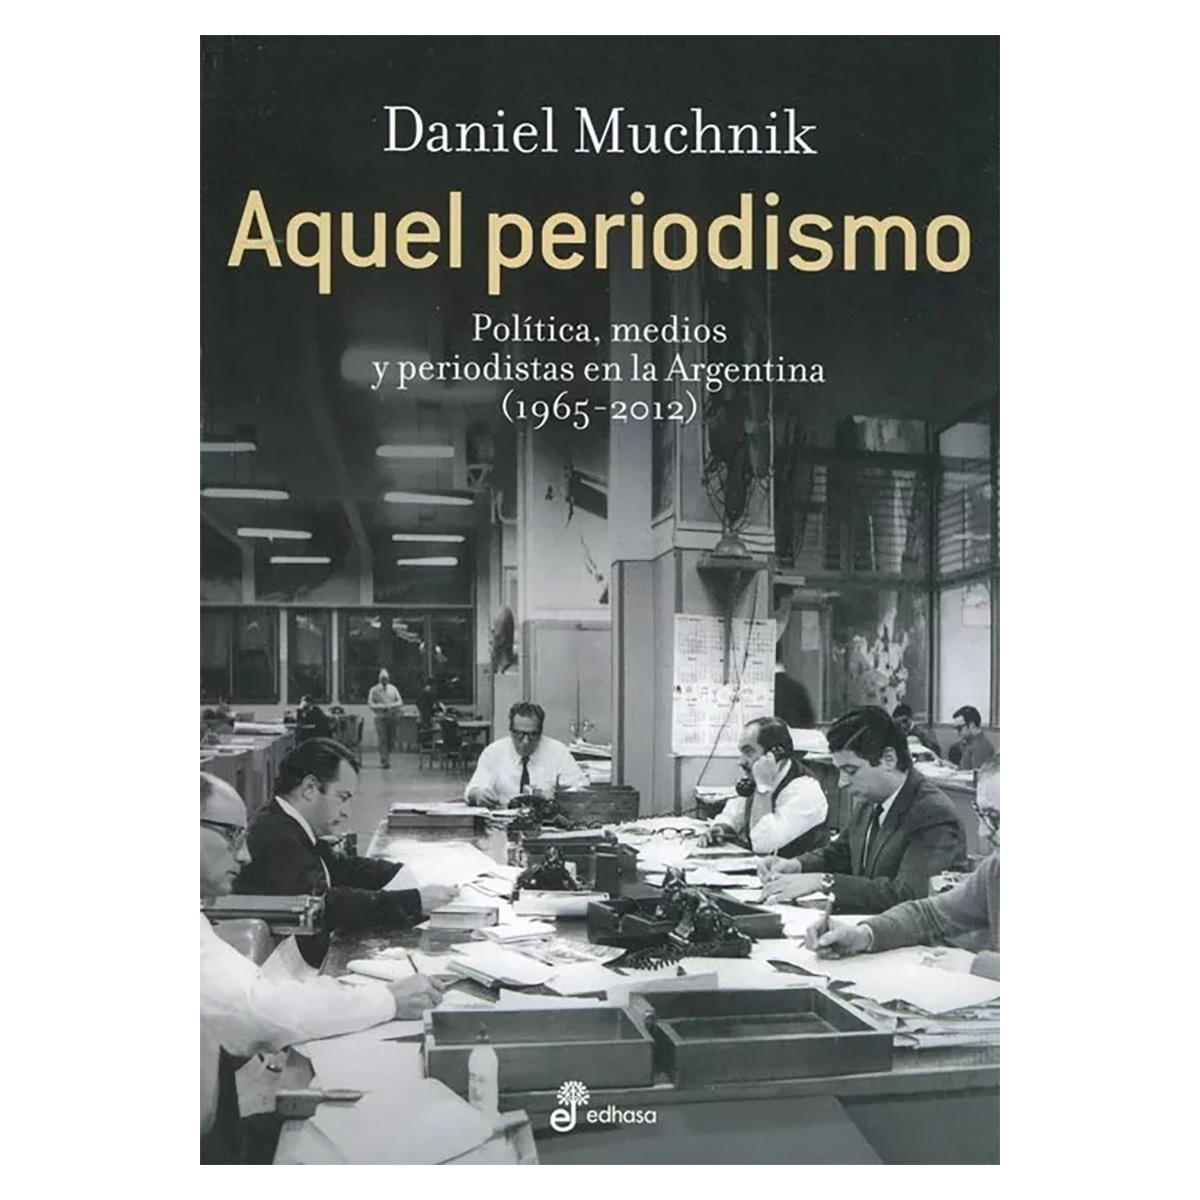 Daniel Muchnik
Aquel periodismo
Política, medios
y periodistas en la Argentina
(1965-2012)
edhasa